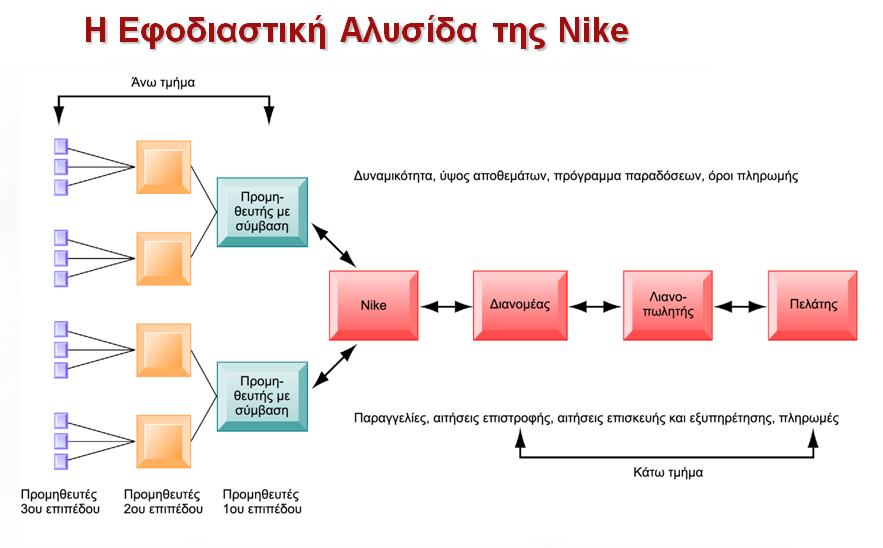 Η Εφοδιαστική Αλυσίδα της Nike
Άνω τμήμα
Προμη-
θευτής με
σύμβαση
Δυναμικότητα, ύψος αποθεμάτων, πρόγραμμα παραδόσεων, όροι πληρωμής
Nike
Διανομέας
Λιανο-
πωλητής
Πελάτης
Προμη-
θευτής με
σύμβαση
Παραγγελίες, αιτήσεις επιστροφής, αιτήσεις επισκευής και εξυπηρέτησης, πληρωμές
Κάτω τμήμα
Προμηθευτές
3ου επιπέδου
Προμηθευτές
2ου επιπέδου
Προμηθευτές
1ου επιπέδου